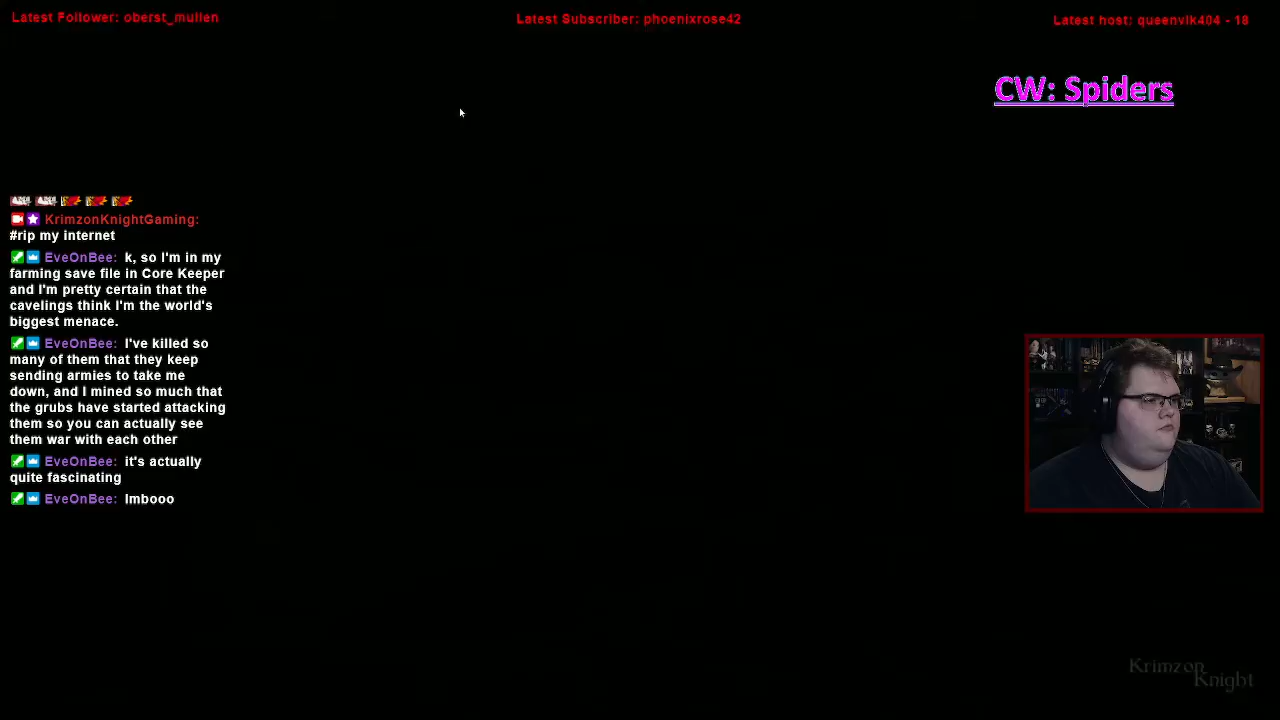 Latest Follower: oberst_mullen
Latest Subscriber: phoenixrose42
Latest host: queenvik404 - 18
CW: Spiders
KrimzonKnightGaming:
#rip my internet
EveOnBee: k, so I'm in my
farming save file in Core Keeper
and I'm pretty certain that the
cavelings think I'm the world's
biggest menace.
EveOnBee: I've killed so
many of them that they keep
sending armies to take me
down, and I mined so much that
the grubs have started attacking
them so you can actually see
them war with each other
EveOnBee: it's actually
quite fascinating
EveOnBee: lmbooo
Krimzon
Knight